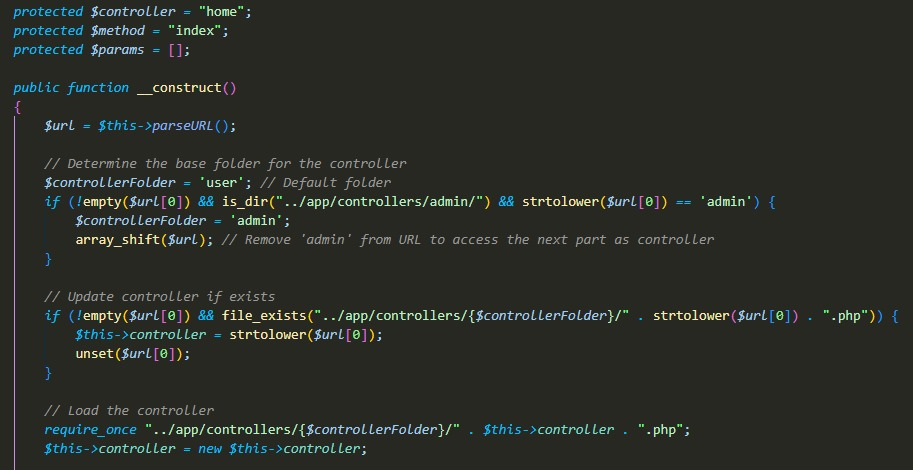 protected $controller = "home";
protected $method = "index";
protected $params = [];
public function __construct()
{
$url = $this->parseURL();
// Determine the base folder for the controller
$controllerFolder = 'user'; // Default folder
if (!empty($url[0]) && is_dir("../app/controllers/admin/") && strtolower($url[0]) == 'admin') {
$controllerFolder = 'admin';
array_shift($url); // Remove 'admin' from URL to access the next part as controller
}
// Update controller if exists
if (!empty($url[0]) && file_exists("../app/controllers/{$controllerFolder}/" . strtolower($url[0]) . ".php")) {
$this->controller = strtolower($url[0]);
unset($url[0]);
}
// Load the controller
require_once "../app/controllers/{$controllerFolder}/" . $this->controller . ".php";
$this->controller = new $this->controller;